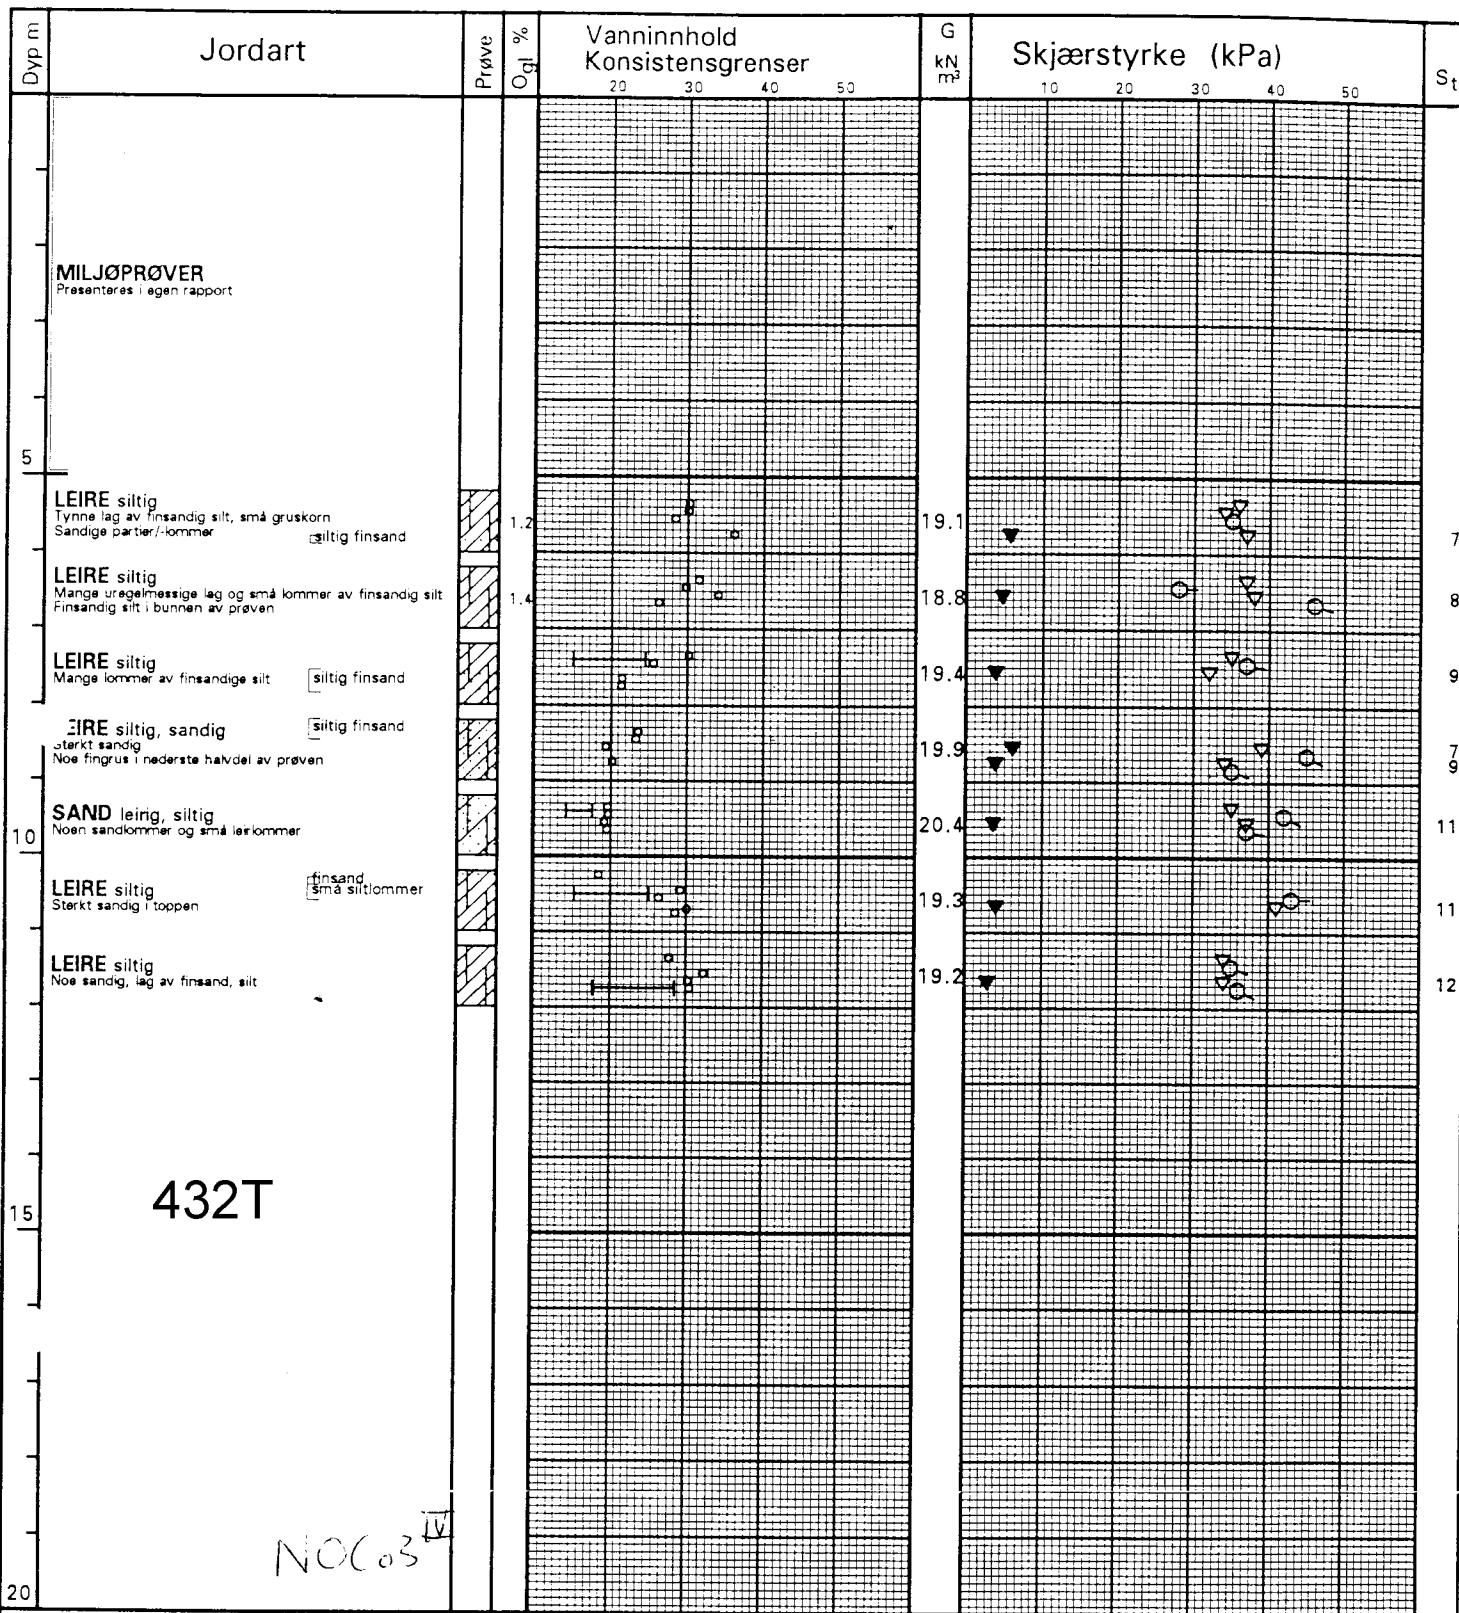 Dyp m Jordart Prøve Ogl % Vanninnhold Konsistensgrenser G kN m³ Skjærstyrke (kPa) St
20 30 40 50 10 20 30 40 50
MILJØPRØVER
Presenteres i egen rapport
5
LEIRE siltig
Tynne lag av finsandig silt, små gruskorn 1.2 19.1
Sandige partier/-lommer siltig finsand 7
LEIRE siltig
Mange uregelmessige lag og små lommer av finsandig silt 1.4 18.8 8
Finsandig silt i bunnen av prøven
LEIRE siltig
Mange lommer av finsandige silt siltig finsand 19.4 9
EIRE siltig, sandig siltig finsand
Sterkt sandig 19.9 7
Noe fingrus i nederste halvdel av prøven 9
SAND leirig, siltig
10 Noen sandlommer og små leirlommer 20.4 11
finsand
LEIRE siltig små siltlommer
Sterkt sandig i toppen 19.3 11
LEIRE siltig
Noe sandig, lag av finsand, silt 19.2 12
432T
15
NOCo3 IV
20